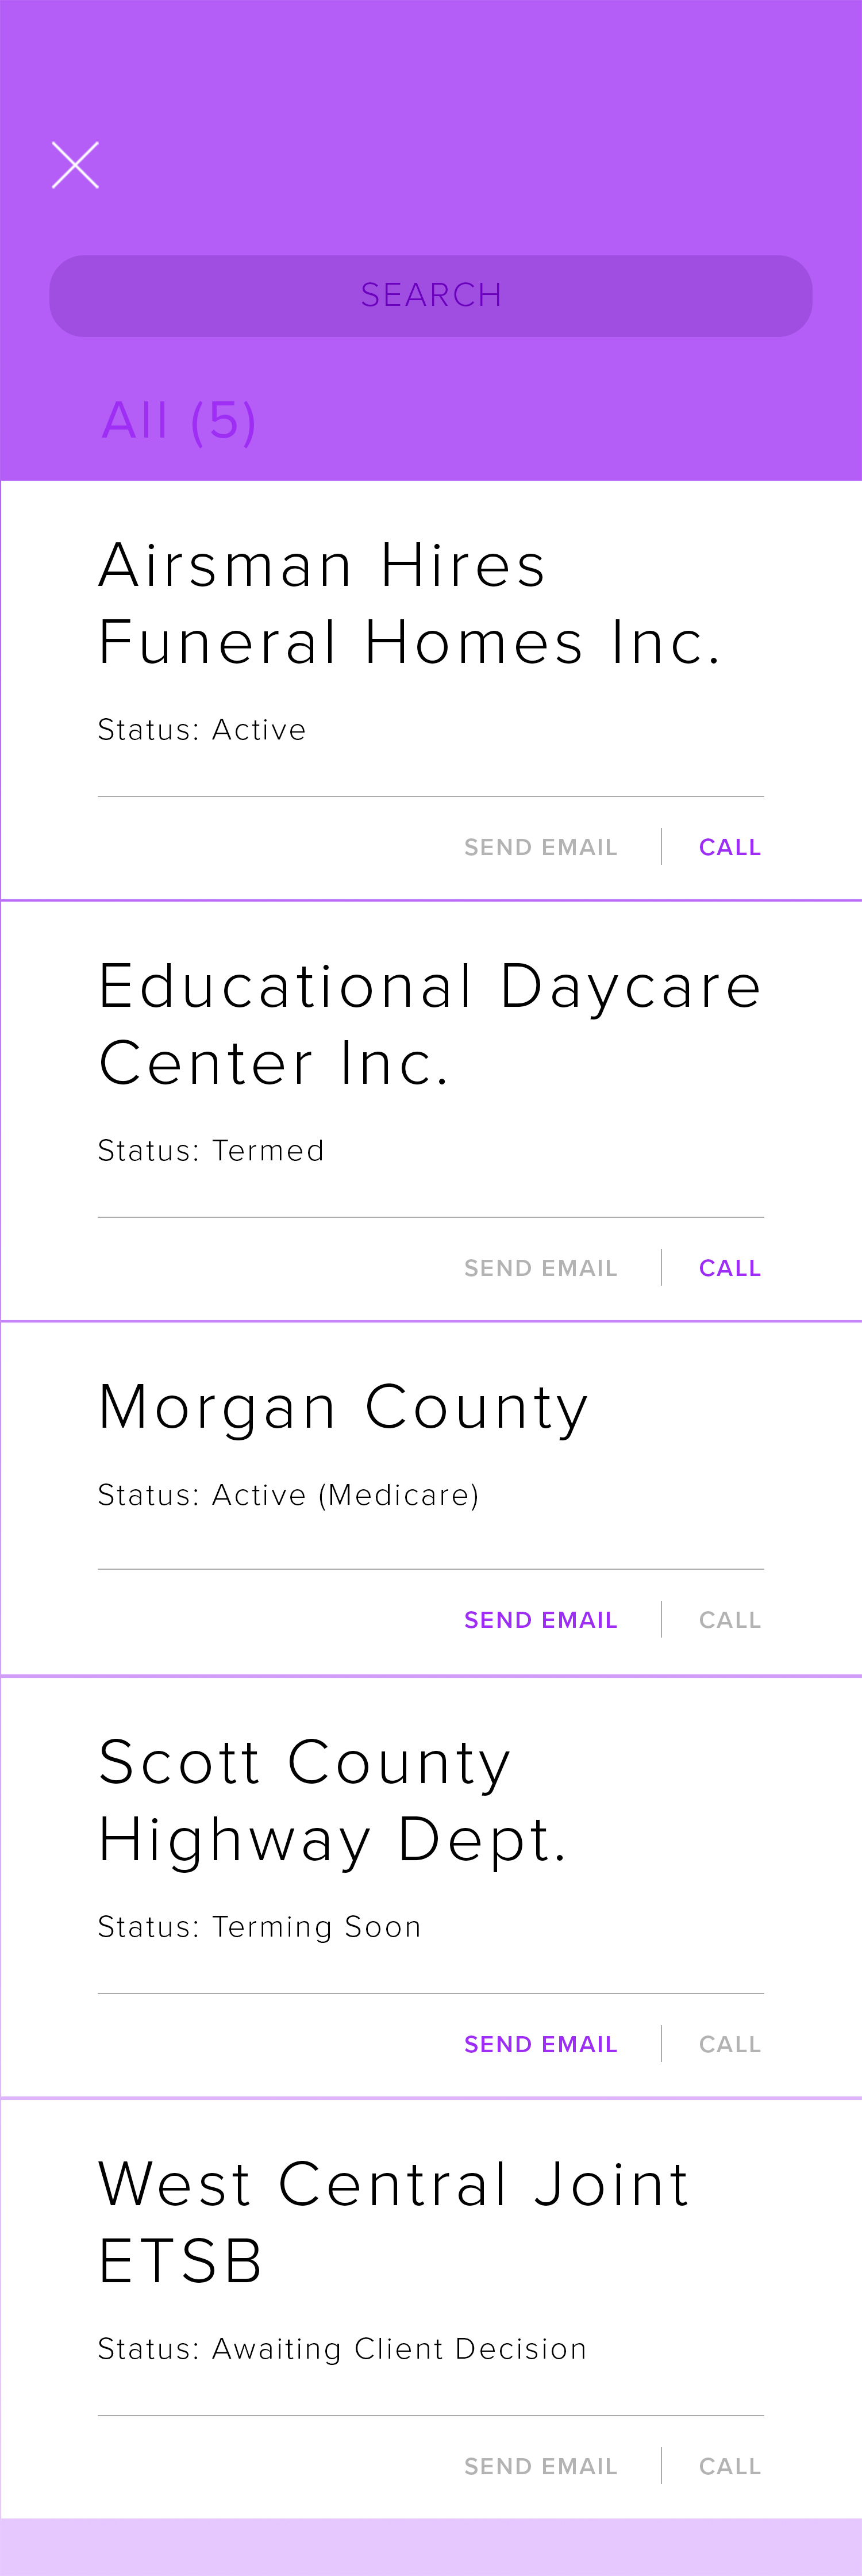 SEARCH
All (5)
Airsman Hires
Funeral Homes Inc.
Status: Active
SEND EMAIL | CALL
Educational Daycare
Center Inc.
Status: Termed
SEND EMAIL | CALL
Morgan County
Status: Active (Medicare)
SEND EMAIL | CALL
Scott County
Highway Dept.
Status: Terming Soon
SEND EMAIL | CALL
West Central Joint
ETSB
Status: Awaiting Client Decision
SEND EMAIL | CALL